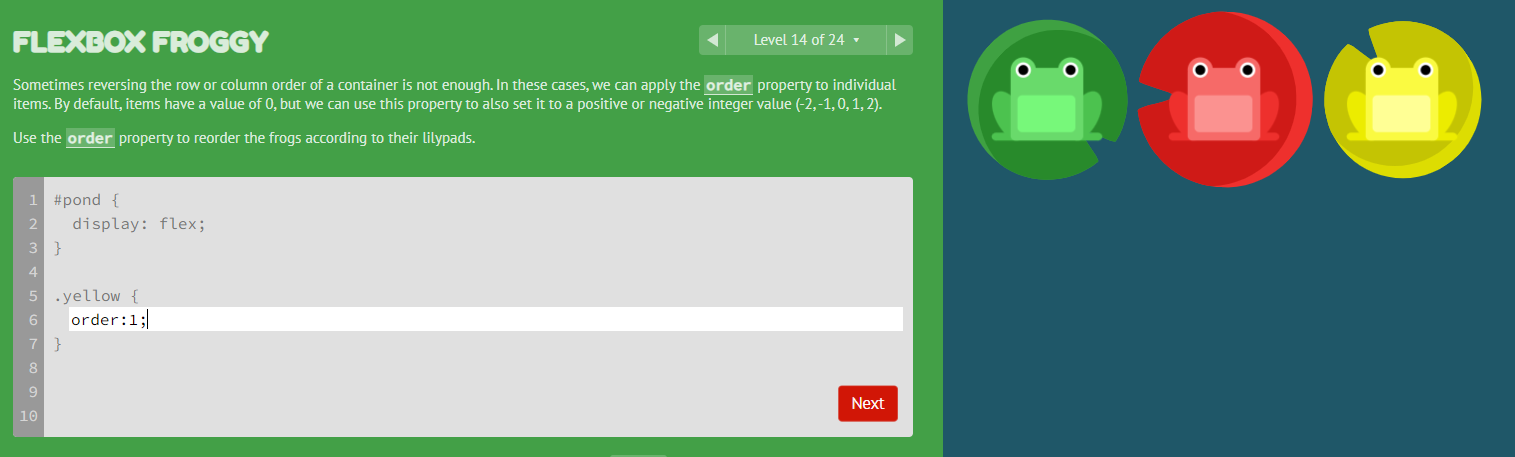 FLEXBOX FROGGY
Level 14 of 24
Sometimes reversing the row or column order of a container is not enough. In these cases, we can apply the order property to individual
items. By default, items have a value of 0, but we can use this property to also set it to a positive or negative integer value (-2, -1, 0, 1, 2).
Use the order property to reorder the frogs according to their lilypads.
1 #pond {
2 display: flex;
3 }
4
5 .yellow {
6 order:1;
7 }
8
9
10
Next